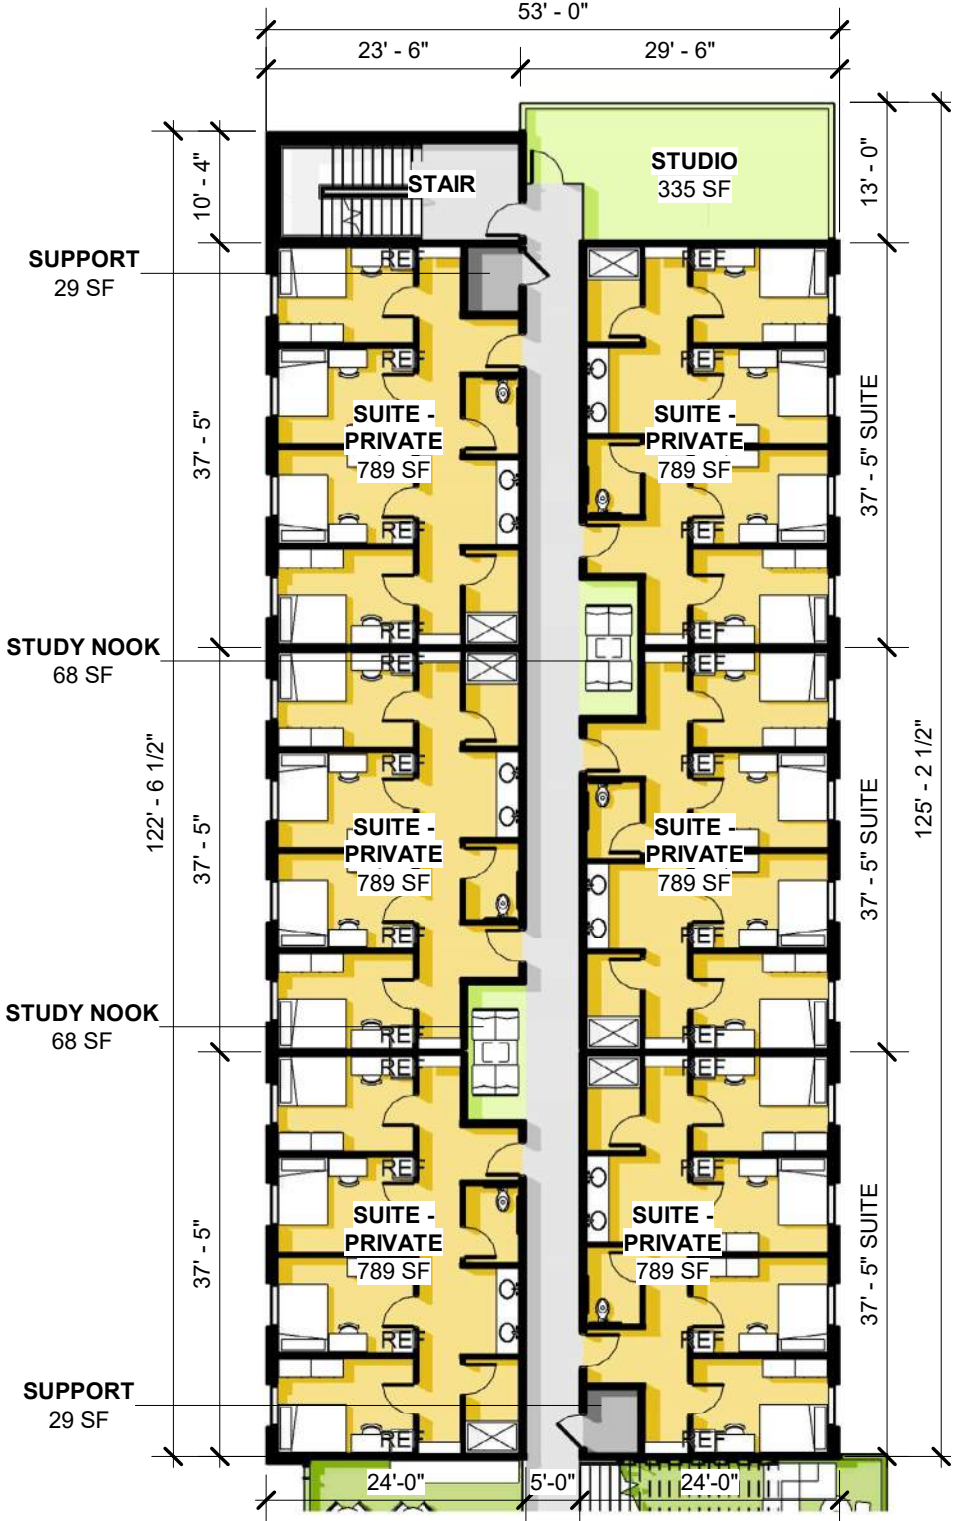 53' - 0"
23' - 6"
29' - 6"
10' - 4"
STAIR
STUDIO
335 SF
13' - 0"
SUPPORT
29 SF
REF
REF
REF
REF
SUITE -
PRIVATE
789 SF
SUITE -
PRIVATE
789 SF
37' - 5"
37' - 5" SUITE
REF
REF
REF
REF
STUDY NOOK
68 SF
REF
REF
122' - 6 1/2"
125' - 2 1/2"
REF
REF
SUITE -
PRIVATE
789 SF
SUITE -
PRIVATE
789 SF
37' - 5"
37' - 5" SUITE
REF
REF
STUDY NOOK
68 SF
REF
REF
REF
REF
REF
REF
SUITE -
PRIVATE
789 SF
SUITE -
PRIVATE
789 SF
37' - 5"
37' - 5" SUITE
REF
REF
SUPPORT
29 SF
REF
REF
24'-0"
5'-0"
24'-0"